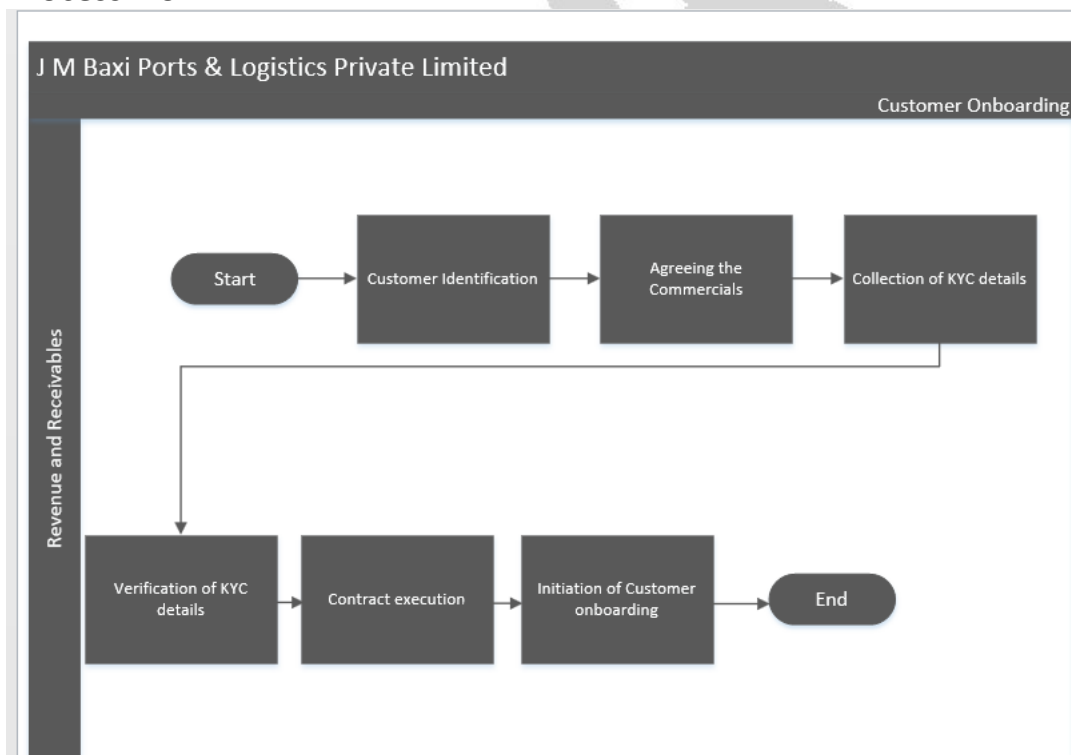 J M Baxi Ports & Logistics Private Limited
Customer Onboarding
Revenue and Receivables
Start
Customer Identification
Agreeing the
Commercials
Collection of KYC details
Verification of KYC
details
Contract execution
Initiation of Customer
onboarding
End